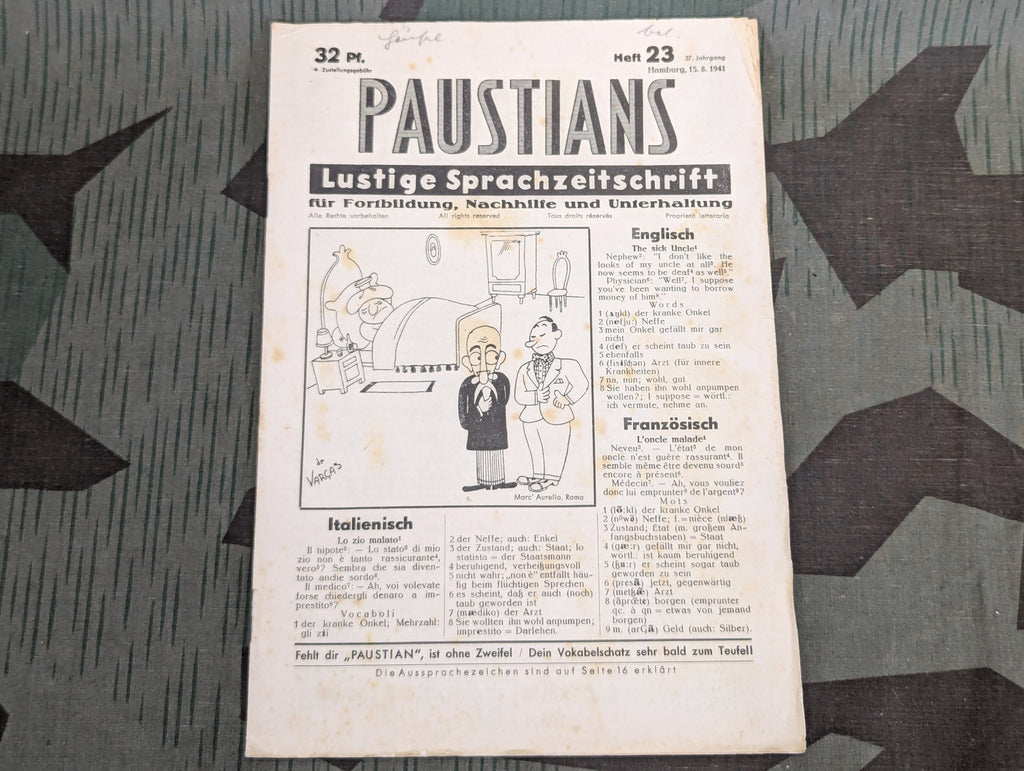 32 Pf.
+ Zustellungsgebühr
Heft 23 37. Jahrgang
Hamburg, 15. 8. 1941
PAUSTIANS
Lustige Sprachzeitschrift
für Fortbildung, Nachhilfe und Unterhaltung
Alle Rechte vorbehalten All rights reserved Tous droits réservés Proprietà letteraria
de VARGAS
Marc' Aurelio, Roma
Englisch
The sick Uncle¹
Nephew²: "I don't like the
looks of my uncle at all³. He
now seems to be deaf⁴ as well⁵."
Physician⁶: "Well⁷, I suppose
you've been wanting to borrow
money of him⁸."
Words
1 (ʌŋkl) der kranke Onkel
2 (nefju:) Neffe
3 mein Onkel gefällt mir gar
nicht
4 (def) er scheint taub zu sein
5 ebenfalls
6 Arzt (für innere
Krankheiten)
7 na, nun; wohl, gut
8 Sie haben ihn wohl anpumpen
wollen?; I suppose = wörtl.:
ich vermute, nehme an.
Französisch
L'oncle malade¹
Neveu². — L'état³ de mon
oncle n'est guère rassurant⁴. Il
semble même être devenu sourd⁵
encore à présent⁶.
Médecin⁷. — Ah, vous vouliez
donc lui emprunter⁸ de l'argent⁹?
Mots
1 der kranke Onkel
2 Neffe; f. = nièce
3 Zustand; Etat (m. großem An-
fangsbuchstaben) = Staat
4 gefällt mir gar nicht,
wörtl.: ist kaum beruhigend
5 er scheint sogar taub
geworden zu sein
6 jetzt, gegenwärtig
7 Arzt
8 borgen (emprunter
qc. à qn = etwas von jemand
borgen)
9 m. Geld (auch: Silber).
Italienisch
Lo zio malato¹
Il nipote²: — Lo stato³ di mio
zio non è tanto rassicurante⁴,
vero⁵? Sembra che sia diven-
tato anche sordo⁶.
Il medico⁷: — Ah, voi volevate
forse chiedergli denaro a im-
prestito⁸?
Vocaboli
1 der kranke Onkel; Mehrzahl:
gli zii
2 der Neffe; auch: Enkel
3 der Zustand; auch: Staat; lo
statista = der Staatsmann
4 beruhigend, verheißungsvoll
5 nicht wahr; „non è" entfällt häu-
fig beim flüchtigen Sprechen
6 es scheint, daß er auch (noch)
taub geworden ist
7 (mædiko) der Arzt
8 Sie wollten ihn wohl anpumpen;
imprestito = Darlehen.
Fehlt dir „PAUSTIAN", ist ohne Zweifel / Dein Vokabelschatz sehr bald zum Teufel!
Die Aussprachezeichen sind auf Seite 16 erklärt